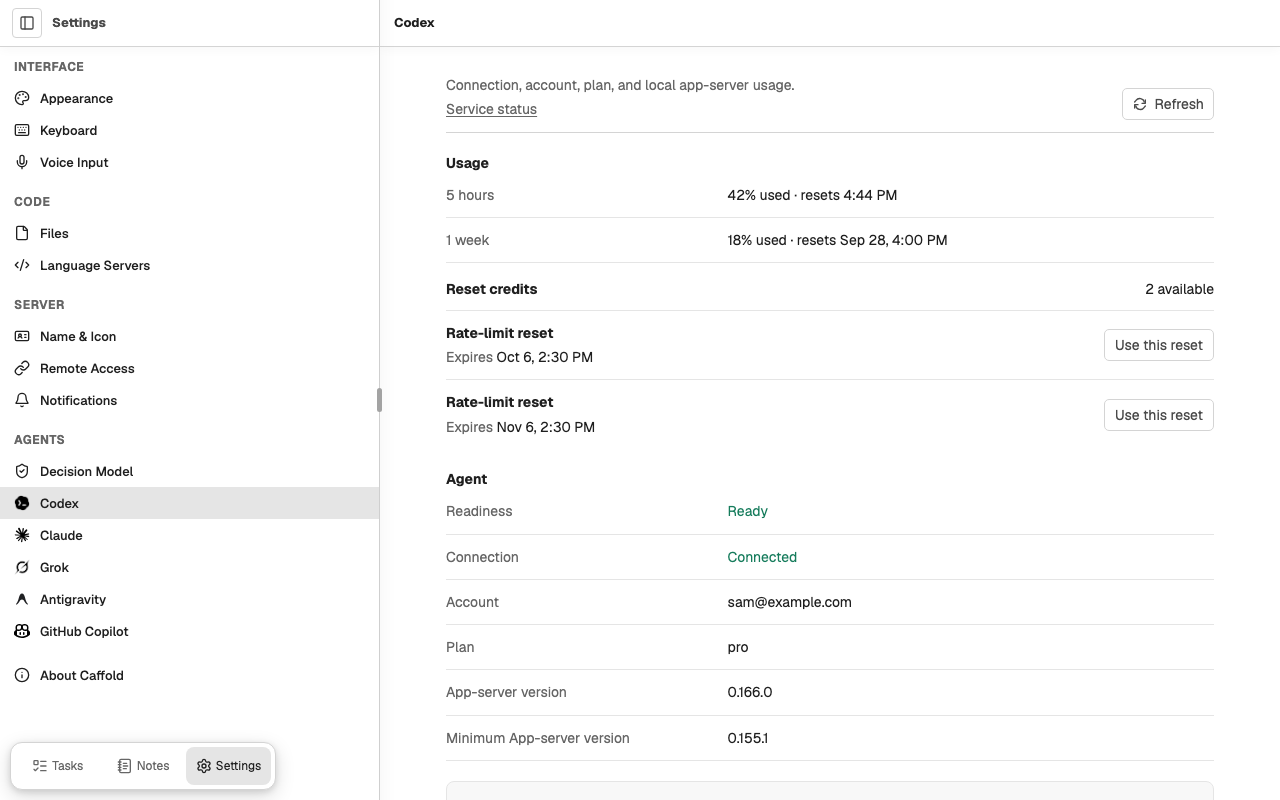 Settings
Codex
INTERFACE
Appearance
Keyboard
Voice Input
CODE
Files
Language Servers
SERVER
Name & Icon
Remote Access
Notifications
AGENTS
Decision Model
Codex
Claude
Grok
Antigravity
GitHub Copilot
About Caffold
Tasks
Notes
Settings
Connection, account, plan, and local app-server usage.
Service status
Refresh
Usage
5 hours 42% used · resets 4:44 PM
1 week 18% used · resets Sep 28, 4:00 PM
Reset credits 2 available
Rate-limit reset
Expires Oct 6, 2:30 PM
Use this reset
Rate-limit reset
Expires Nov 6, 2:30 PM
Use this reset
Agent
Readiness Ready
Connection Connected
Account sam@example.com
Plan pro
App-server version 0.166.0
Minimum App-server version 0.155.1